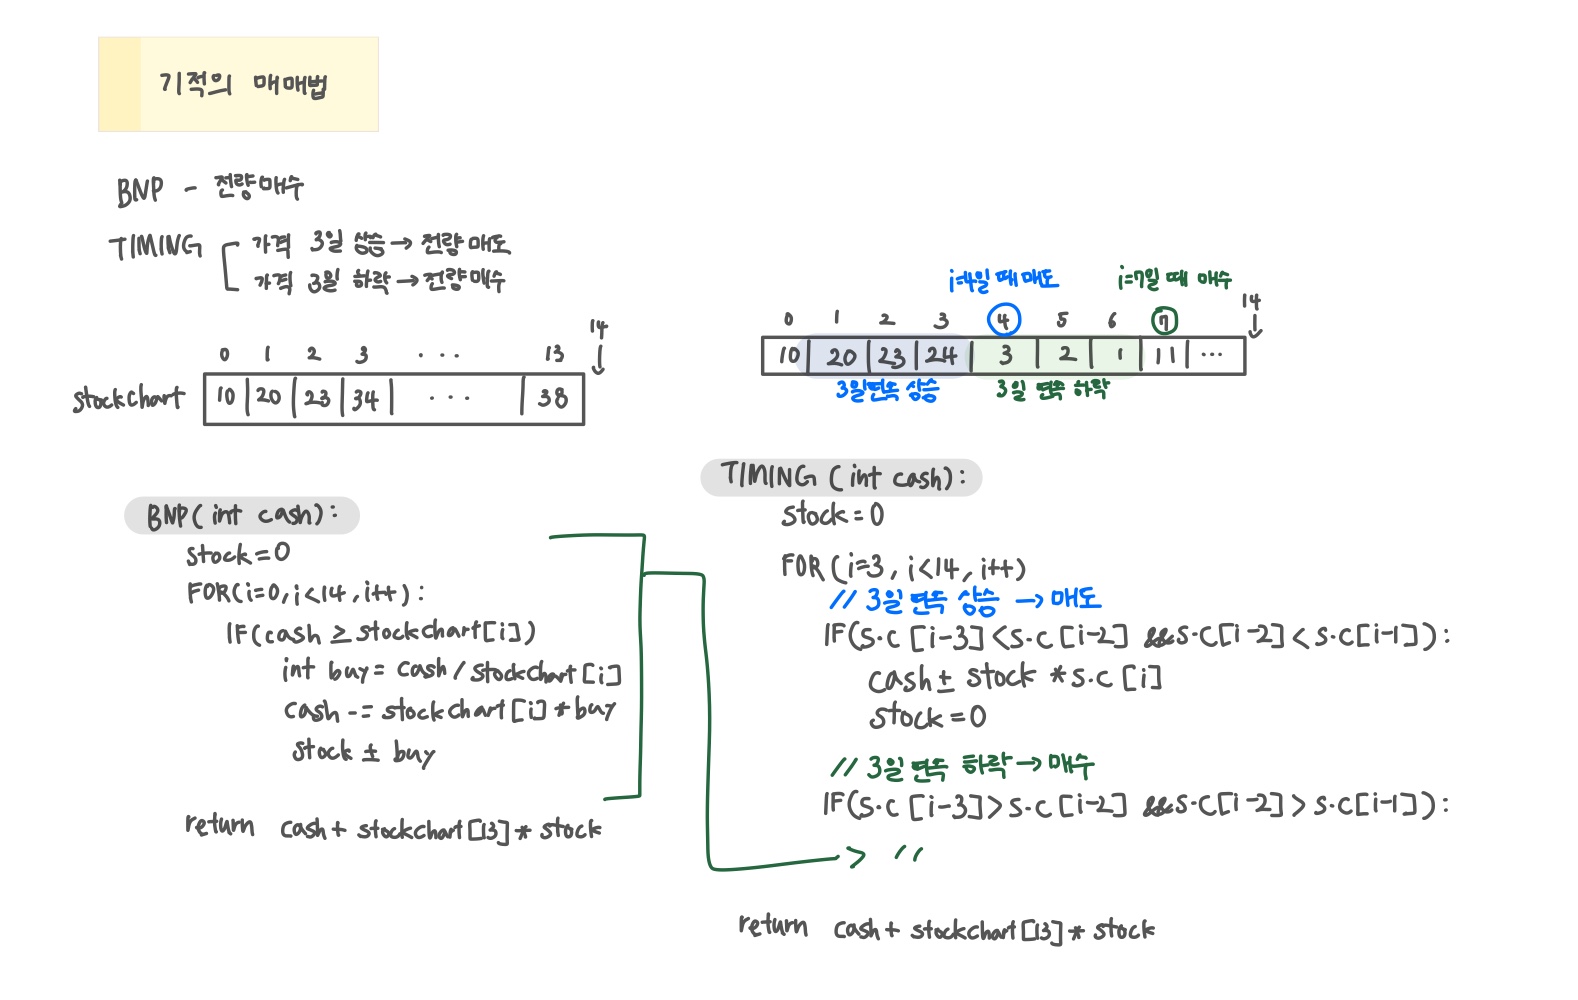 기적의 매매법
BNP - 전량매수
TIMING
가격 3일 상승 → 전량 매도
가격 3일 하락 → 전량매수
14
0 1 2 3 ... 13
stockchart 10 20 23 34 ... 38
BNP(int cash):
stock=0
FOR(i=0, i<14, i++):
IF(cash ≥ stockchart[i])
int buy = cash / stockchart[i]
cash -= stockchart[i] * buy
stock ± buy
return cash + stockchart[13] * stock
i=4일 때 매도 i=7일 때 매수
14
0 1 2 3 4 5 6 7
10 20 23 24 3 2 1 11 ...
3일연속 상승 3일 연속 하락
TIMING (int cash):
stock=0
FOR (i=3, i<14, i++)
// 3일 연속 상승 → 매도
IF(s.c [i-3] < s.c [i-2] && s.c[i-2] < s.c[i-1]):
cash ± stock * s.c [i]
stock=0
// 3일 연속 하락 → 매수
IF(s.c [i-3] > s.c [i-2] && s.c[i-2] > s.c[i-1]):
> //
return cash + stockchart[13] * stock